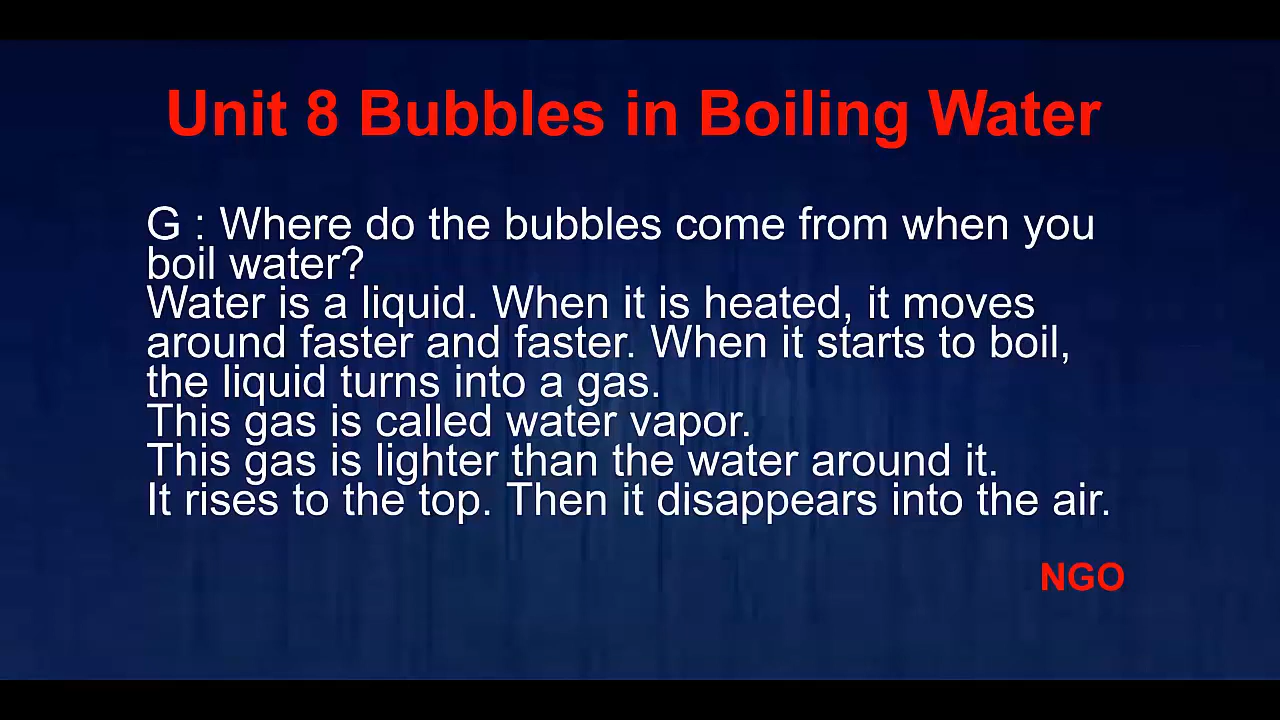 Unit 8 Bubbles in Boiling Water
G : Where do the bubbles come from when you
boil water?
Water is a liquid. When it is heated, it moves
around faster and faster. When it starts to boil,
the liquid turns into a gas.
This gas is called water vapor.
This gas is lighter than the water around it.
It rises to the top. Then it disappears into the air.
NGO